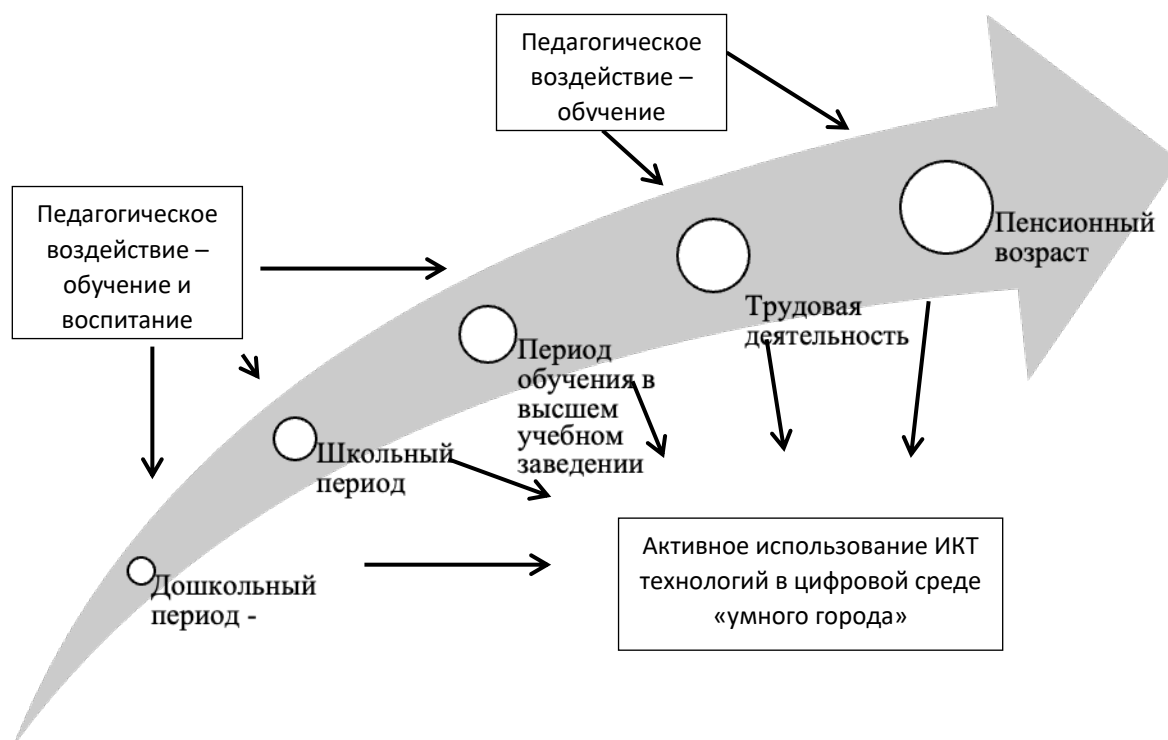 Педагогическое
воздействие –
обучение
Педагогическое
воздействие –
обучение и
воспитание
Пенсионный
возраст
Трудовая
деятельность
Период
обучения в
высшем
учебном
заведении
Школьный
период
Дошкольный
период -
Активное использование ИКТ
технологий в цифровой среде
«умного города»